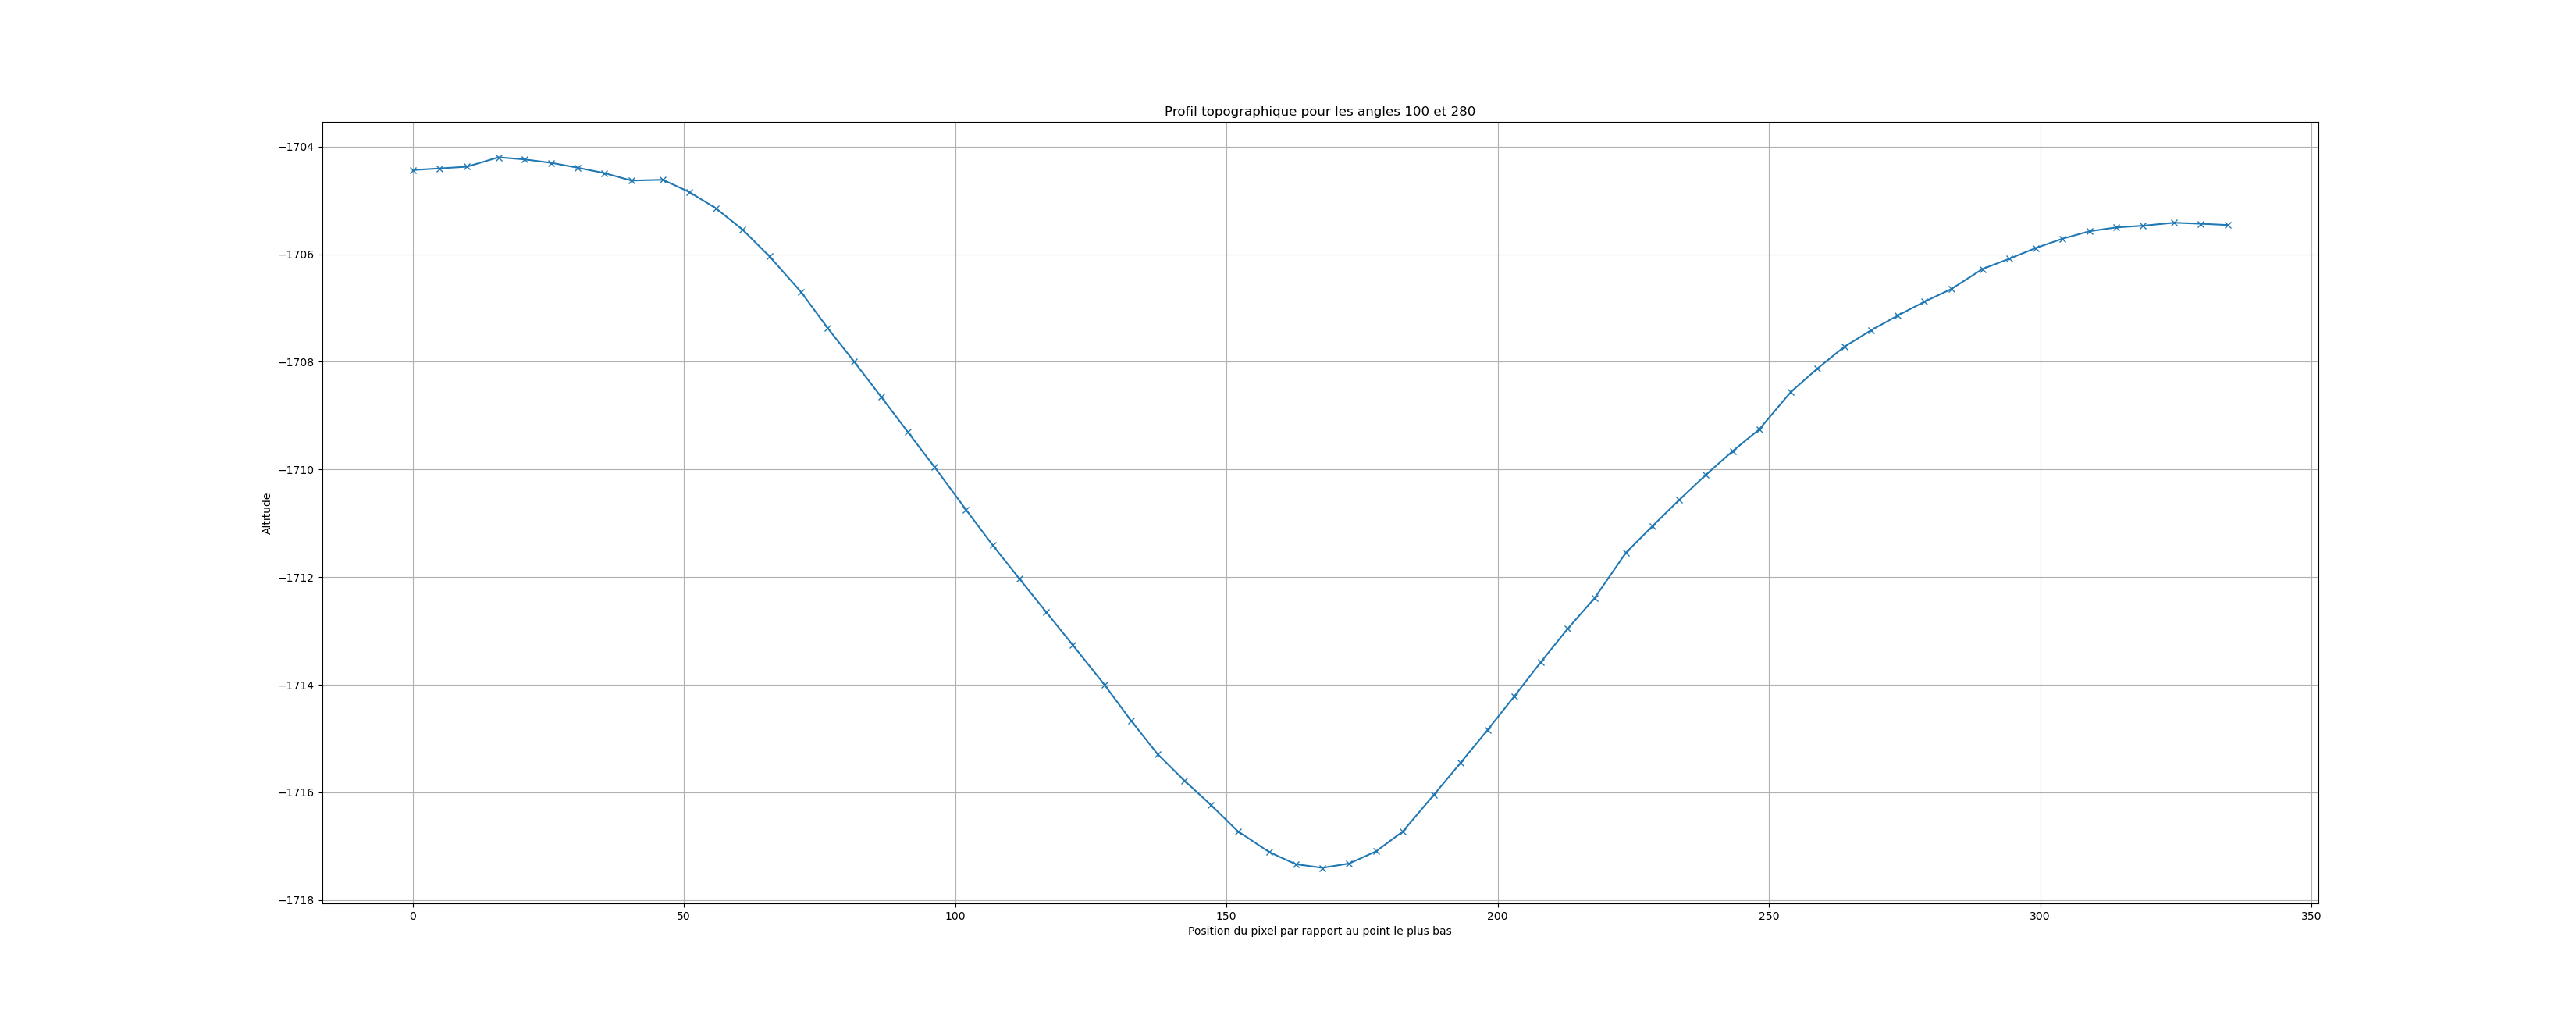 Profil topographique pour les angles 100 et 280
−1704
−1706
−1708
−1710
−1712
−1714
−1716
−1718
Altitude
0 50 100 150 200 250 300 350
Position du pixel par rapport au point le plus bas